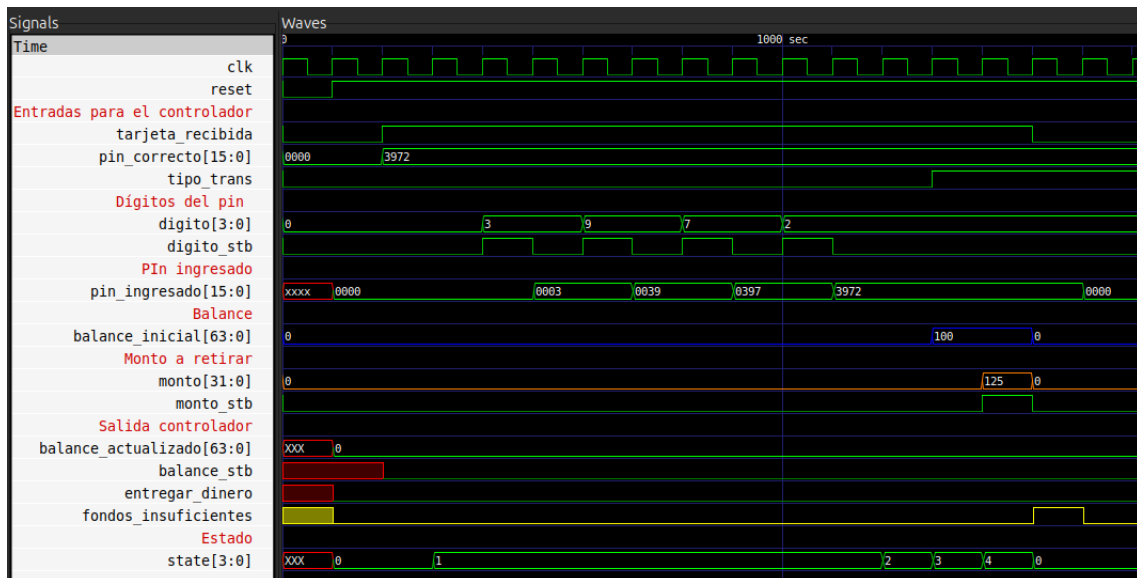 Signals Waves
Time 0 1000 sec
clk
reset
Entradas para el controlador
tarjeta_recibida
pin_correcto[15:0] 0000 3972
tipo_trans
Dígitos del pin
digito[3:0] 0 3 9 7 2
digito_stb
PIn ingresado
pin_ingresado[15:0] xxxx 0000 0003 0039 0397 3972 0000
Balance
balance_inicial[63:0] 0 100 0
Monto a retirar
monto[31:0] 0 125 0
monto_stb
Salida controlador
balance_actualizado[63:0] XXX 0
balance_stb
entregar_dinero
fondos_insuficientes
Estado
state[3:0] XXX 0 1 2 3 4 0